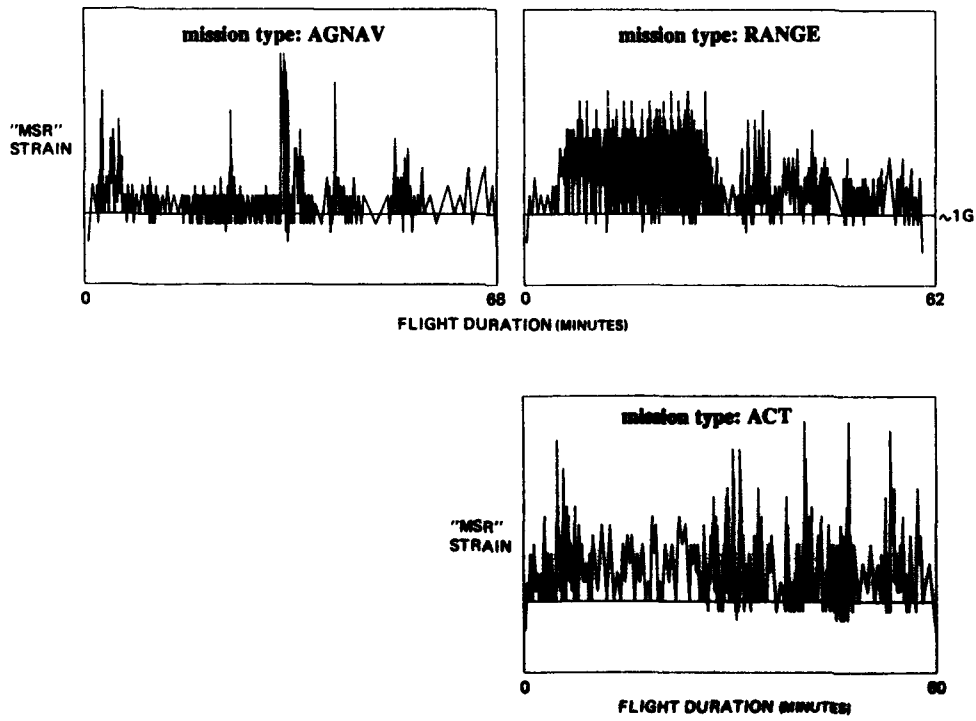 mission type: AGNAV
mission type: RANGE
"MSR"
STRAIN
~1G
0
68
0
62
FLIGHT DURATION (MINUTES)
mission type: ACT
"MSR"
STRAIN
0
60
FLIGHT DURATION (MINUTES)